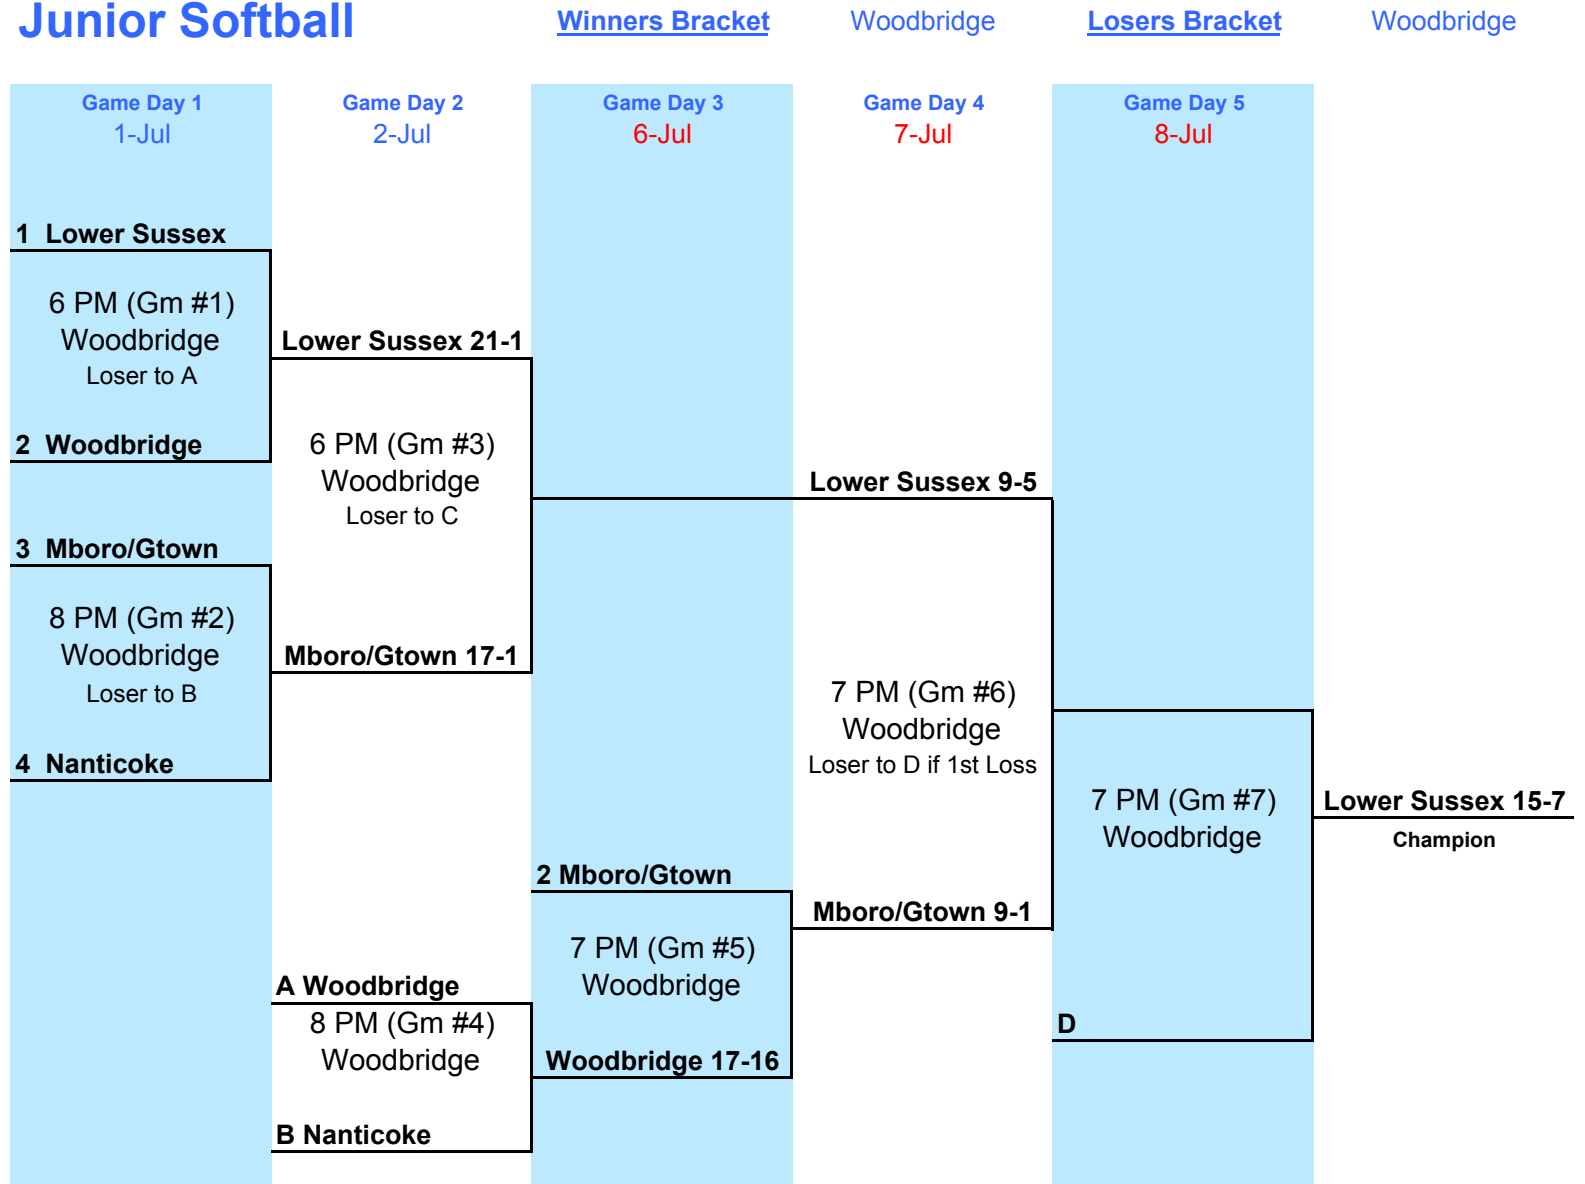 Junior Softball
Winners Bracket
Woodbridge
Losers Bracket
Woodbridge
Game Day 1
1-Jul
Game Day 2
2-Jul
Game Day 3
6-Jul
Game Day 4
7-Jul
Game Day 5
8-Jul
1 Lower Sussex
6 PM (Gm #1)
Woodbridge
Loser to A
2 Woodbridge
3 Mboro/Gtown
8 PM (Gm #2)
Woodbridge
Loser to B
4 Nanticoke
Lower Sussex 21-1
6 PM (Gm #3)
Woodbridge
Loser to C
Mboro/Gtown 17-1
A Woodbridge
8 PM (Gm #4)
Woodbridge
B Nanticoke
2 Mboro/Gtown
7 PM (Gm #5)
Woodbridge
Woodbridge 17-16
Lower Sussex 9-5
7 PM (Gm #6)
Woodbridge
Loser to D if 1st Loss
Mboro/Gtown 9-1
7 PM (Gm #7)
Woodbridge
D
Lower Sussex 15-7
Champion